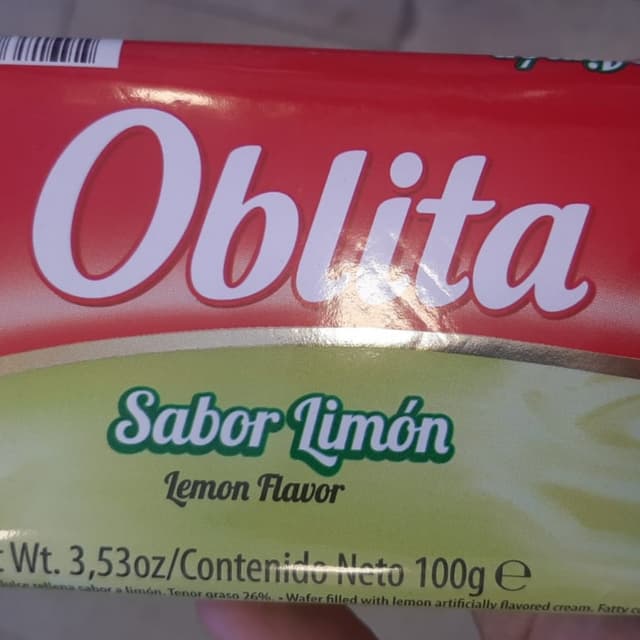 Oblita
Sabor Limón
Lemon Flavor
Wt. 3,53oz/Contenido Neto 100g ℮
rellena sabor a limón. Tenor graso 26%. - Wafer filled with lemon artificially flavored cream. Fatty